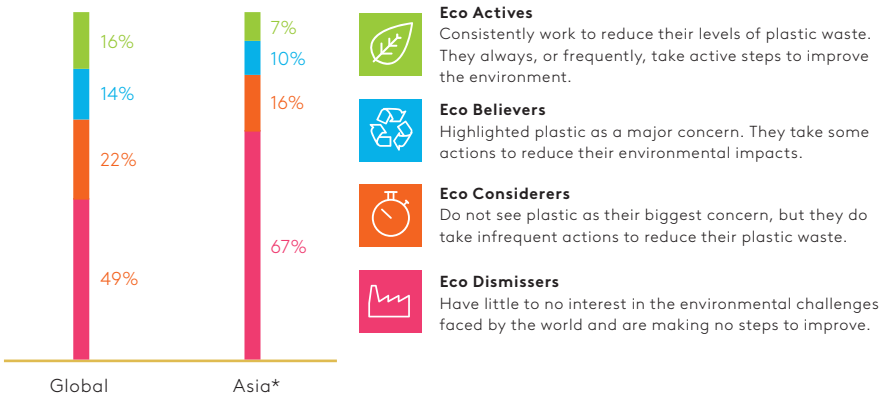 16%
14%
22%
49%
Global
7%
10%
16%
67%
Asia*
Eco Actives
Consistently work to reduce their levels of plastic waste.
They always, or frequently, take active steps to improve
the environment.
Eco Believers
Highlighted plastic as a major concern. They take some
actions to reduce their environmental impacts.
Eco Considerers
Do not see plastic as their biggest concern, but they do
take infrequent actions to reduce their plastic waste.
Eco Dismissers
Have little to no interest in the environmental challenges
faced by the world and are making no steps to improve.